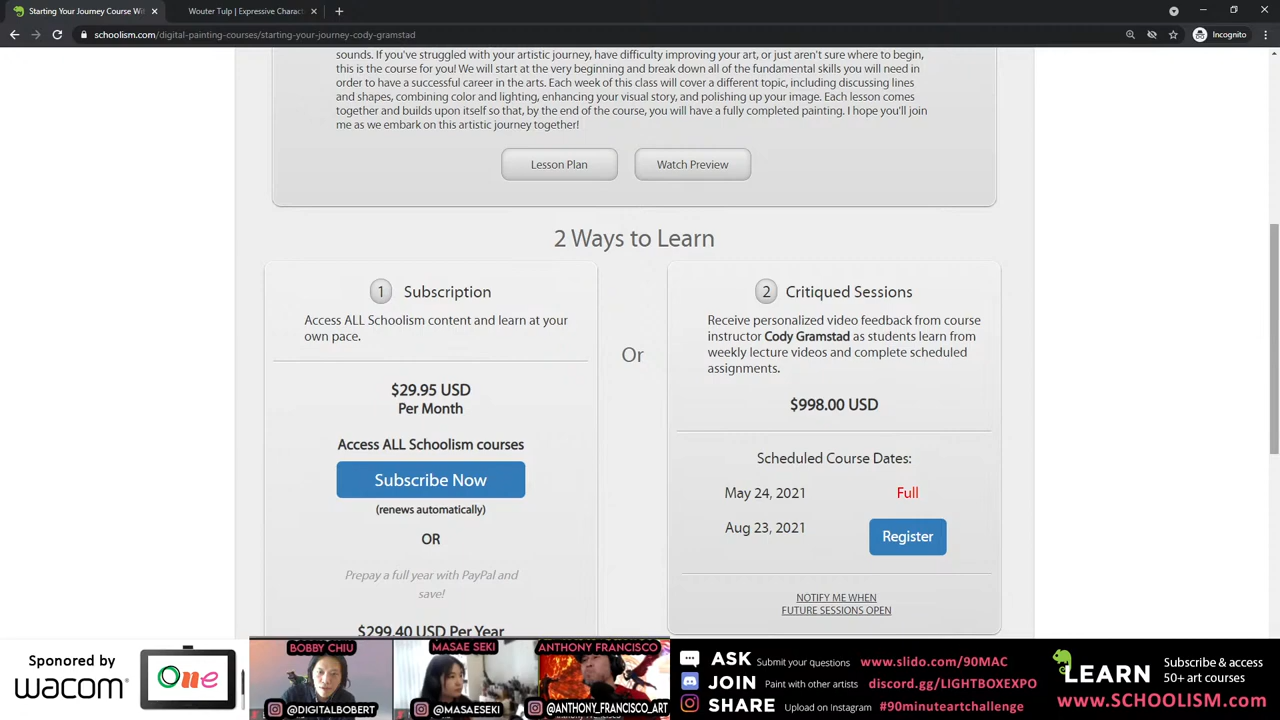 Starting Your Journey Course Wit
Wouter Tulp | Expressive Charact
schoolism.com/digital-painting-courses/starting-your-journey-cody-gramstad
Incognito
sounds. If you've struggled with your artistic journey, have difficulty improving your art, or just aren't sure where to begin,
this is the course for you! We will start at the very beginning and break down all of the fundamental skills you will need in
order to have a successful career in the arts. Each week of this class will cover a different topic, including discussing lines
and shapes, combining color and lighting, enhancing your visual story, and polishing up your image. Each lesson comes
together and builds upon itself so that, by the end of the course, you will have a fully completed painting. I hope you'll join
me as we embark on this artistic journey together!
Lesson Plan
Watch Preview
2 Ways to Learn
1 Subscription
Access ALL Schoolism content and learn at your
own pace.
$29.95 USD
Per Month
Access ALL Schoolism courses
Subscribe Now
(renews automatically)
OR
Prepay a full year with PayPal and
save!
$299.40 USD Per Year
Or
2 Critiqued Sessions
Receive personalized video feedback from course
instructor Cody Gramstad as students learn from
weekly lecture videos and complete scheduled
assignments.
$998.00 USD
Scheduled Course Dates:
May 24, 2021 Full
Aug 23, 2021 Register
NOTIFY ME WHEN
FUTURE SESSIONS OPEN
Sponored by
wacom
One
BOBBY CHIU
@DIGITALBOBERT
MASAE SEKI
@MASAESEKI
ANTHONY FRANCISCO
@ANTHONY_FRANCISCO_ART
ASK Submit your questions www.slido.com/90MAC
JOIN Paint with other artists discord.gg/LIGHTBOXEXPO
SHARE Upload on Instagram #90minuteartchallenge
LEARN Subscribe & access
50+ art courses
www.SCHOOLISM.com